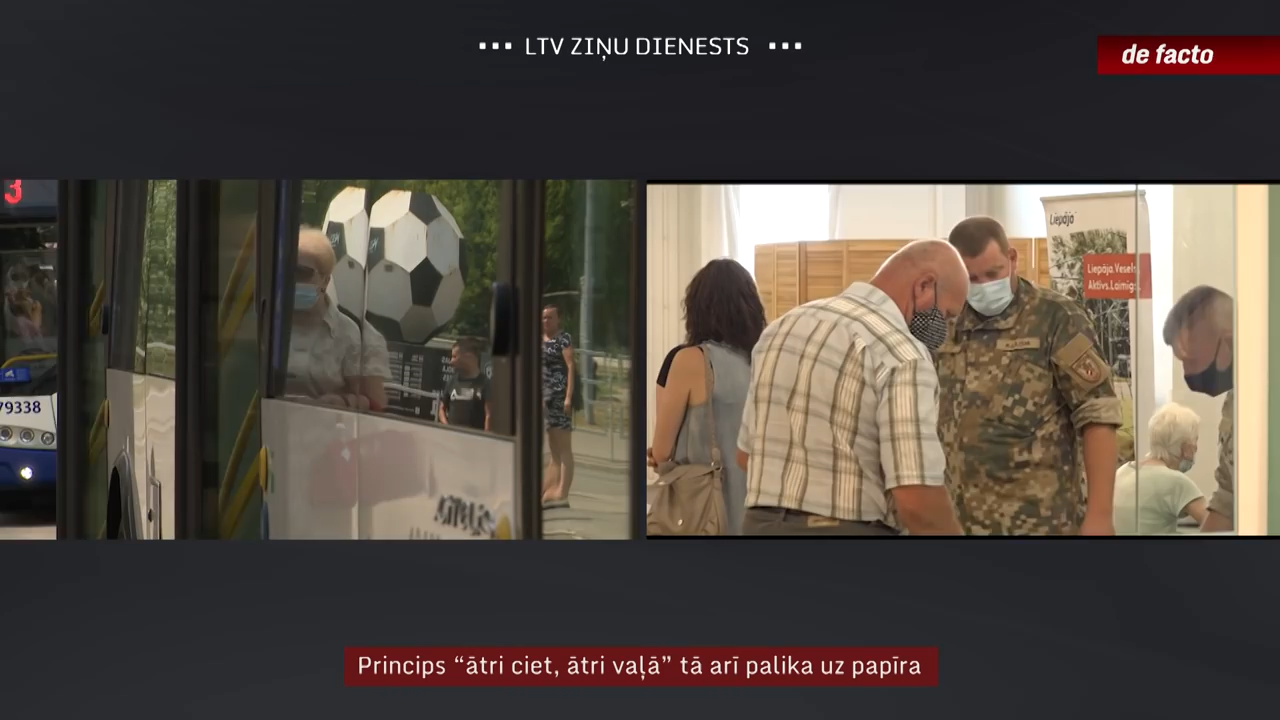 LTV ZIŅU DIENESTS
de facto
3
Liepāja
Liepāja.Vesels.
Aktīvs.Laimīgs.
79338
Princips “ātri ciet, ātri vaļā” tā arī palika uz papīra